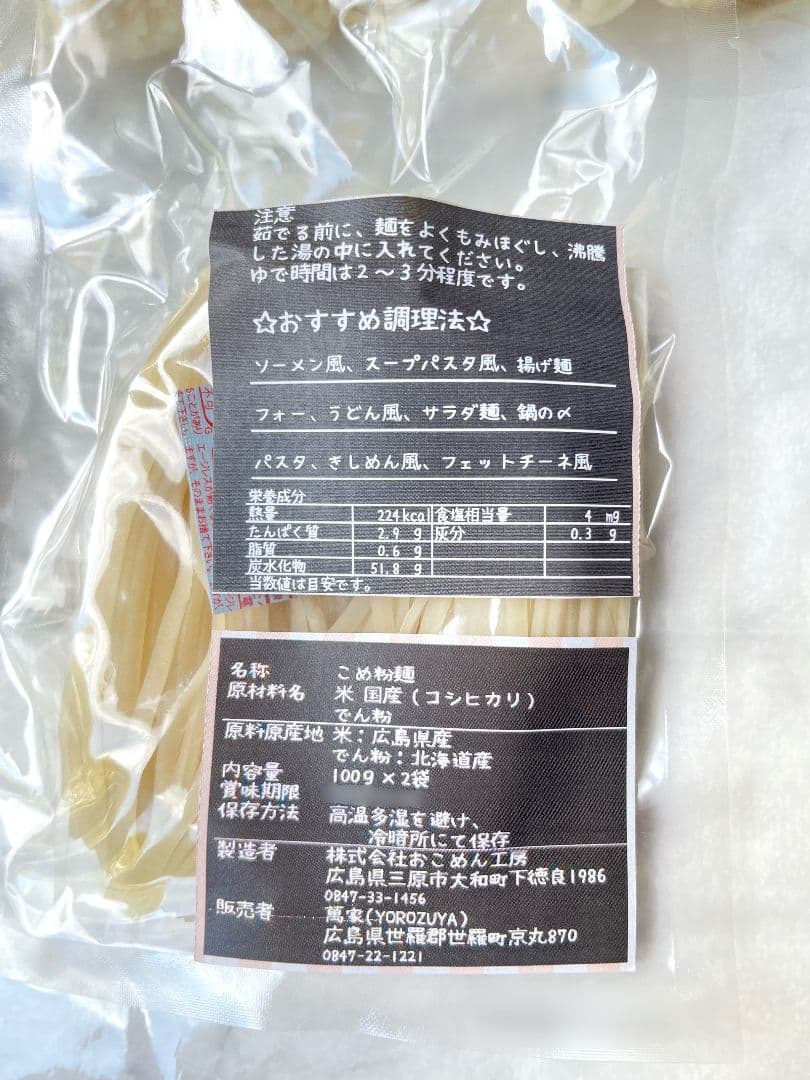 注意
茹でる前に、麺をよくもみほぐし、沸騰
した湯の中に入れてください。
ゆで時間は2〜3分程度です。
☆おすすめ調理法☆
ソーメン風、スープパスタ風、揚げ麺
フォー、うどん風、サラダ麺、鍋の〆
パスタ、きしめん風、フェットチーネ風
栄養成分
熱量 224kcal 食塩相当量 4 mg
たんぱく質 2.9 g 灰分 0.3 g
脂質 0.6 g
炭水化物 51.8 g
当数値は目安です。
名称 こめ粉麺
原材料名 米 国産(コシヒカリ)
でん粉
原料原産地 米:広島県産
でん粉:北海道産
内容量 100g×2袋
賞味期限
保存方法 高温多湿を避け、
冷暗所にて保存
製造者 株式会社おこめん工房
広島県三原市大和町下徳良1986
0847-33-1456
販売者 萬家(YOROZUYA)
広島県世羅郡世羅町京丸870
0847-22-1221